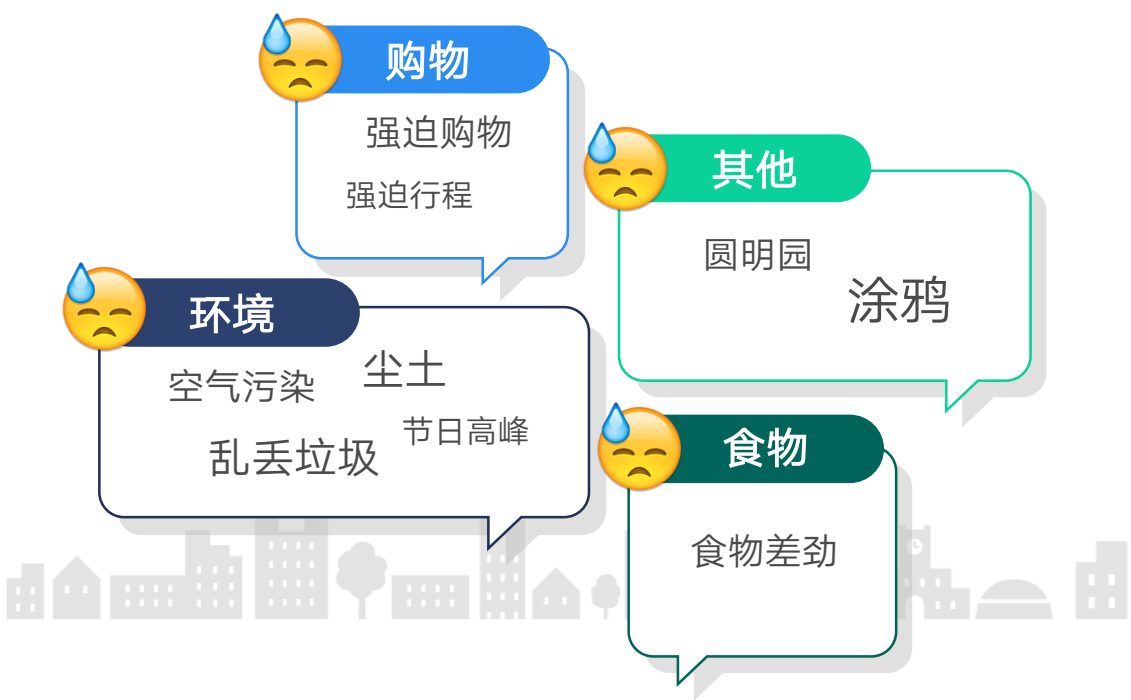 购物
强迫购物
强迫行程
其他
圆明园
涂鸦
环境
尘土
空气污染
节日高峰
乱丢垃圾
食物
食物差劲